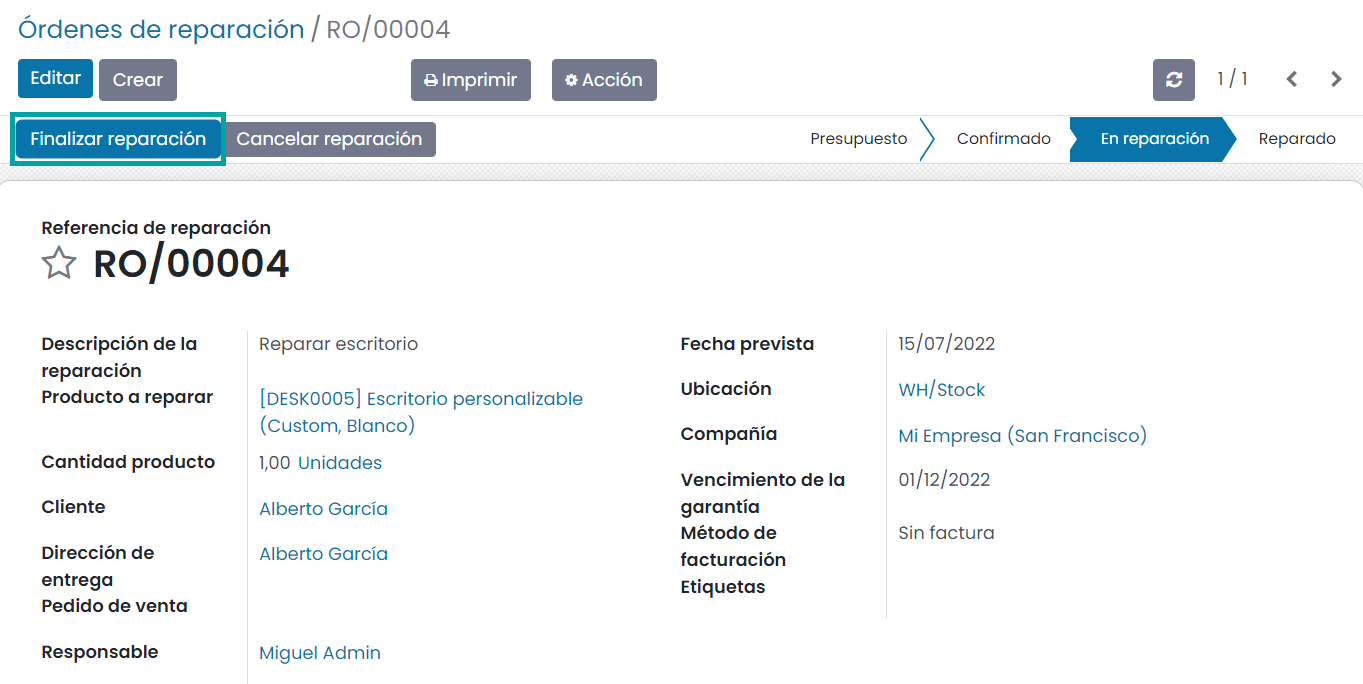 Órdenes de reparación / RO/00004
Editar Crear Imprimir Acción 1 / 1
Finalizar reparación Cancelar reparación Presupuesto Confirmado En reparación Reparado
Referencia de reparación
RO/00004
Descripción de la reparación Reparar escritorio
Producto a reparar [DESK0005] Escritorio personalizable (Custom, Blanco)
Cantidad producto 1,00 Unidades
Cliente Alberto García
Dirección de entrega Alberto García
Pedido de venta
Responsable Miguel Admin
Fecha prevista 15/07/2022
Ubicación WH/Stock
Compañía Mi Empresa (San Francisco)
Vencimiento de la garantía 01/12/2022
Método de facturación Sin factura
Etiquetas